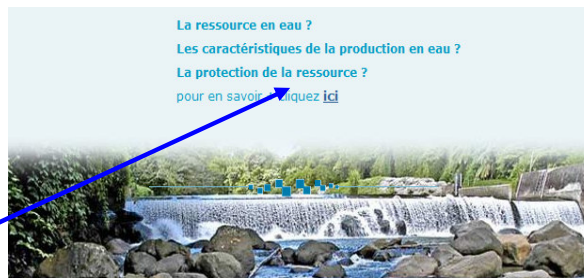 La ressource en eau ?
Les caractéristiques de la production en eau ?
La protection de la ressource ?
pour en savoir + cliquez ici